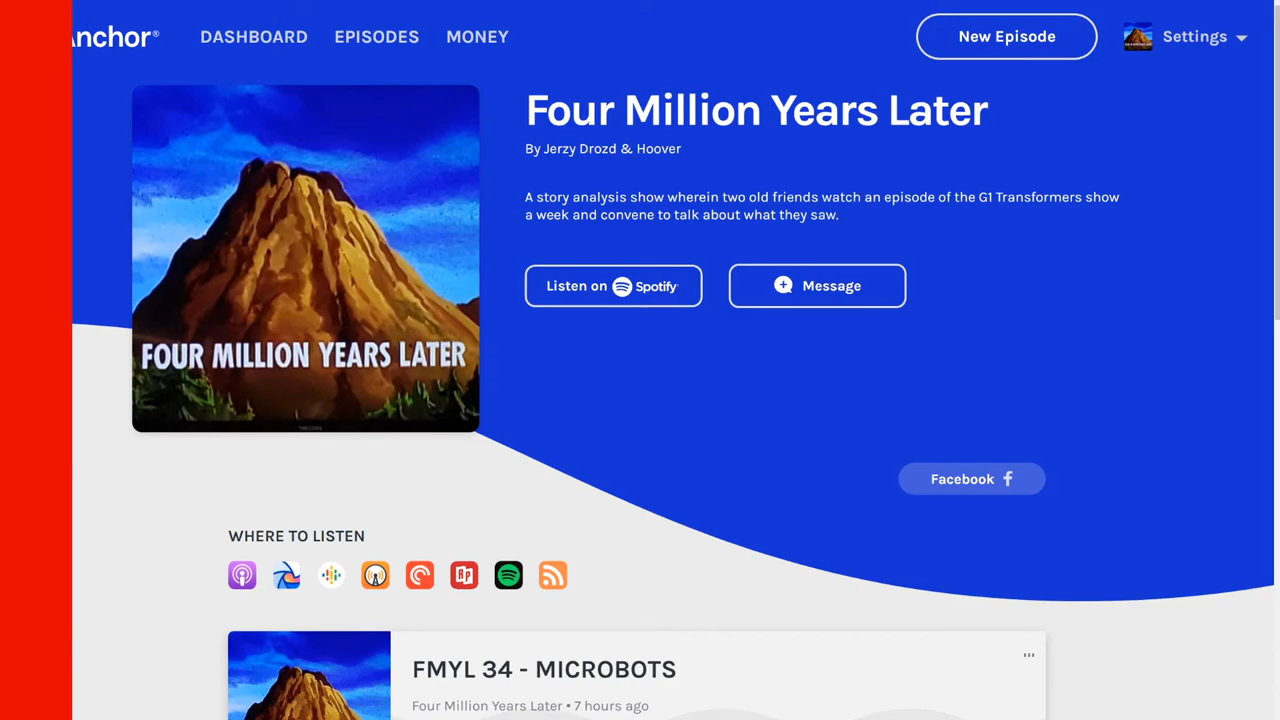 Anchor®
DASHBOARD
EPISODES
MONEY
New Episode
Settings
FOUR MILLION YEARS LATER
Four Million Years Later
By Jerzy Drozd & Hoover
A story analysis show wherein two old friends watch an episode of the G1 Transformers show
a week and convene to talk about what they saw.
Listen on Spotify
Message
Facebook f
WHERE TO LISTEN
RP
FMYL 34 - MICROBOTS
Four Million Years Later • 7 hours ago